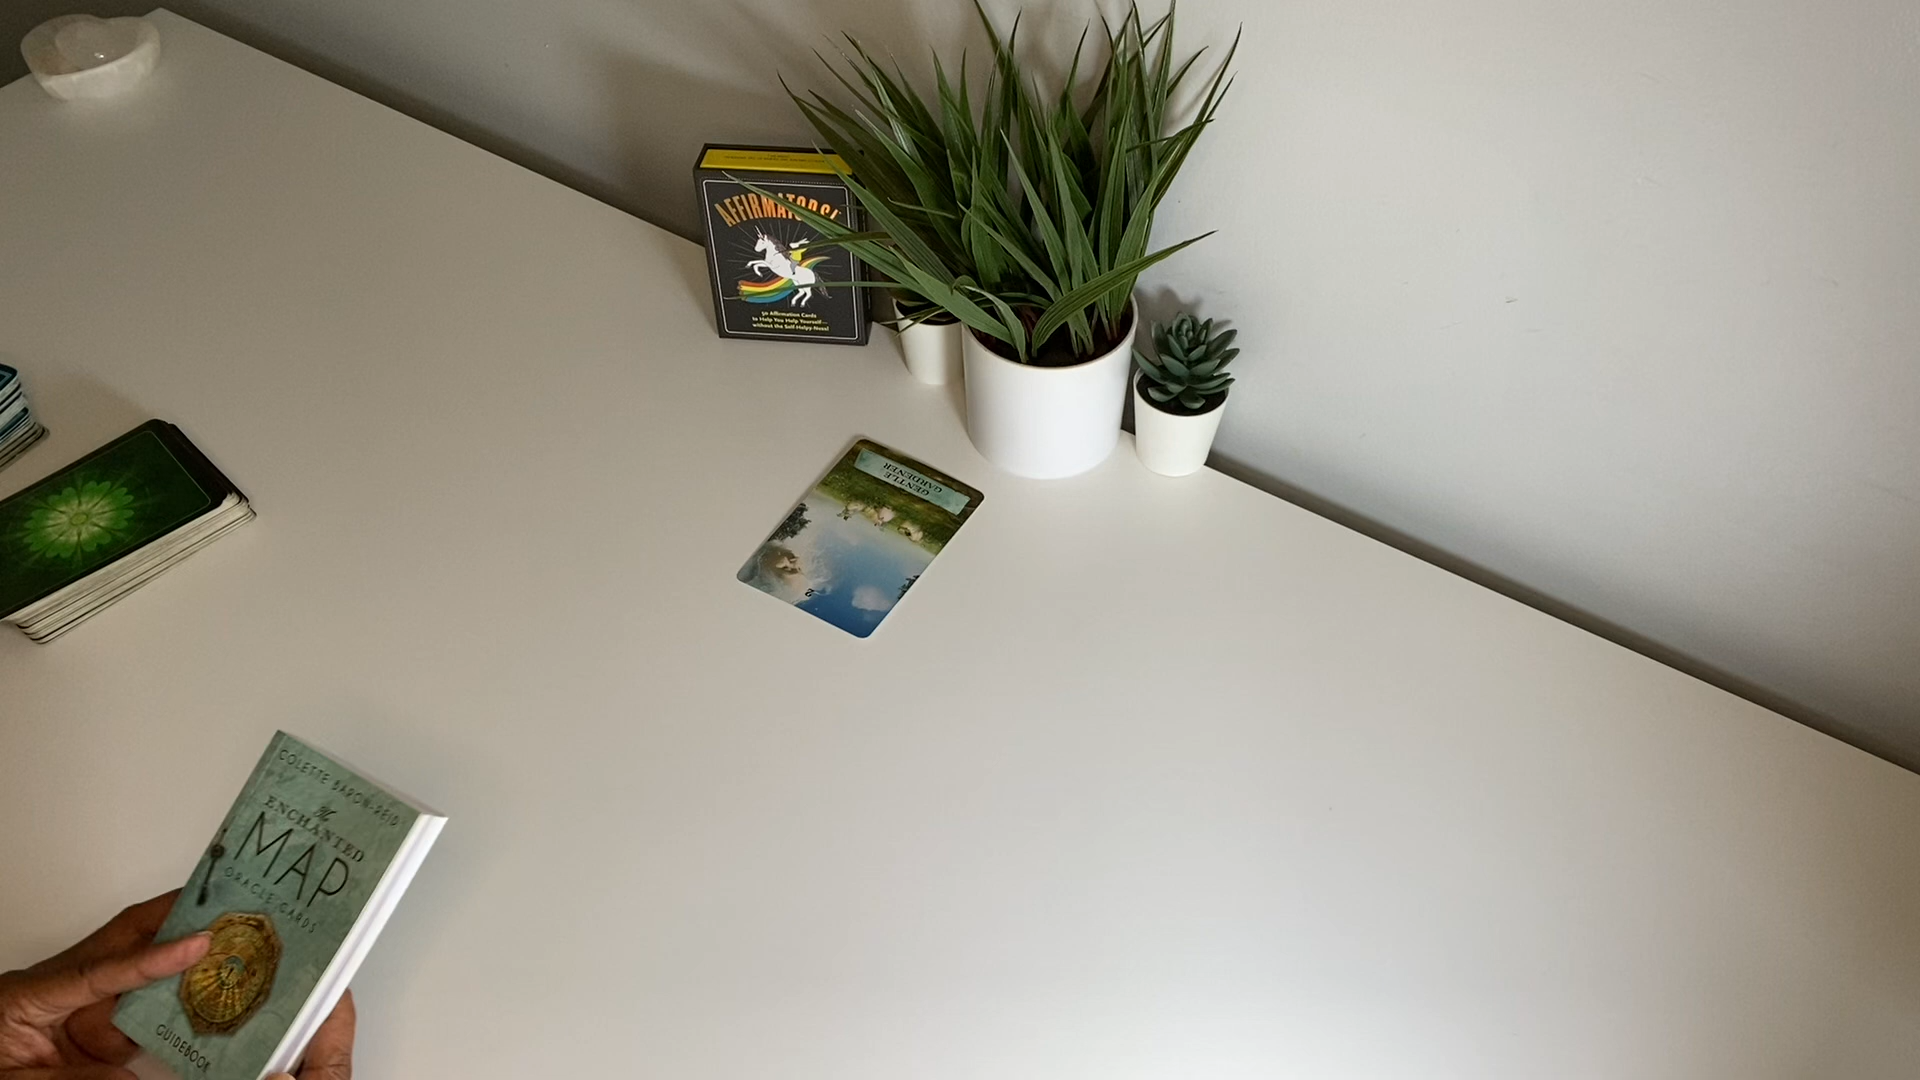 AFFIRMATORS!
50 Affirmation Cards
to Help You Help Yourself—
without the Self-Helpy-Ness!
GENTLE
GARDENER
2
COLETTE BARON-REID
The
ENCHANTED
MAP
ORACLE CARDS
GUIDEBOOK